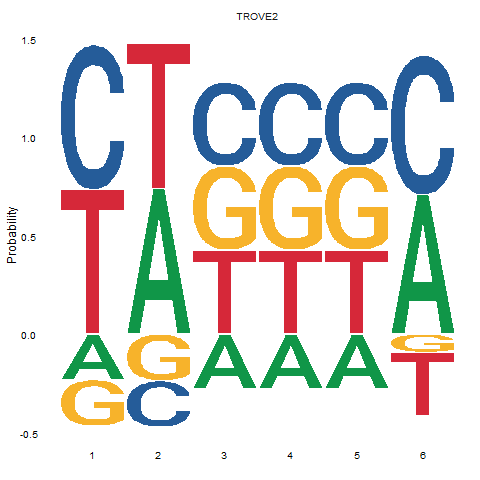 TROVE2
1.5
1.0
0.5
0.0
-0.5
Probability
C T C C C C
T A G G G A
A G T T T G
G C A A A T
1 2 3 4 5 6